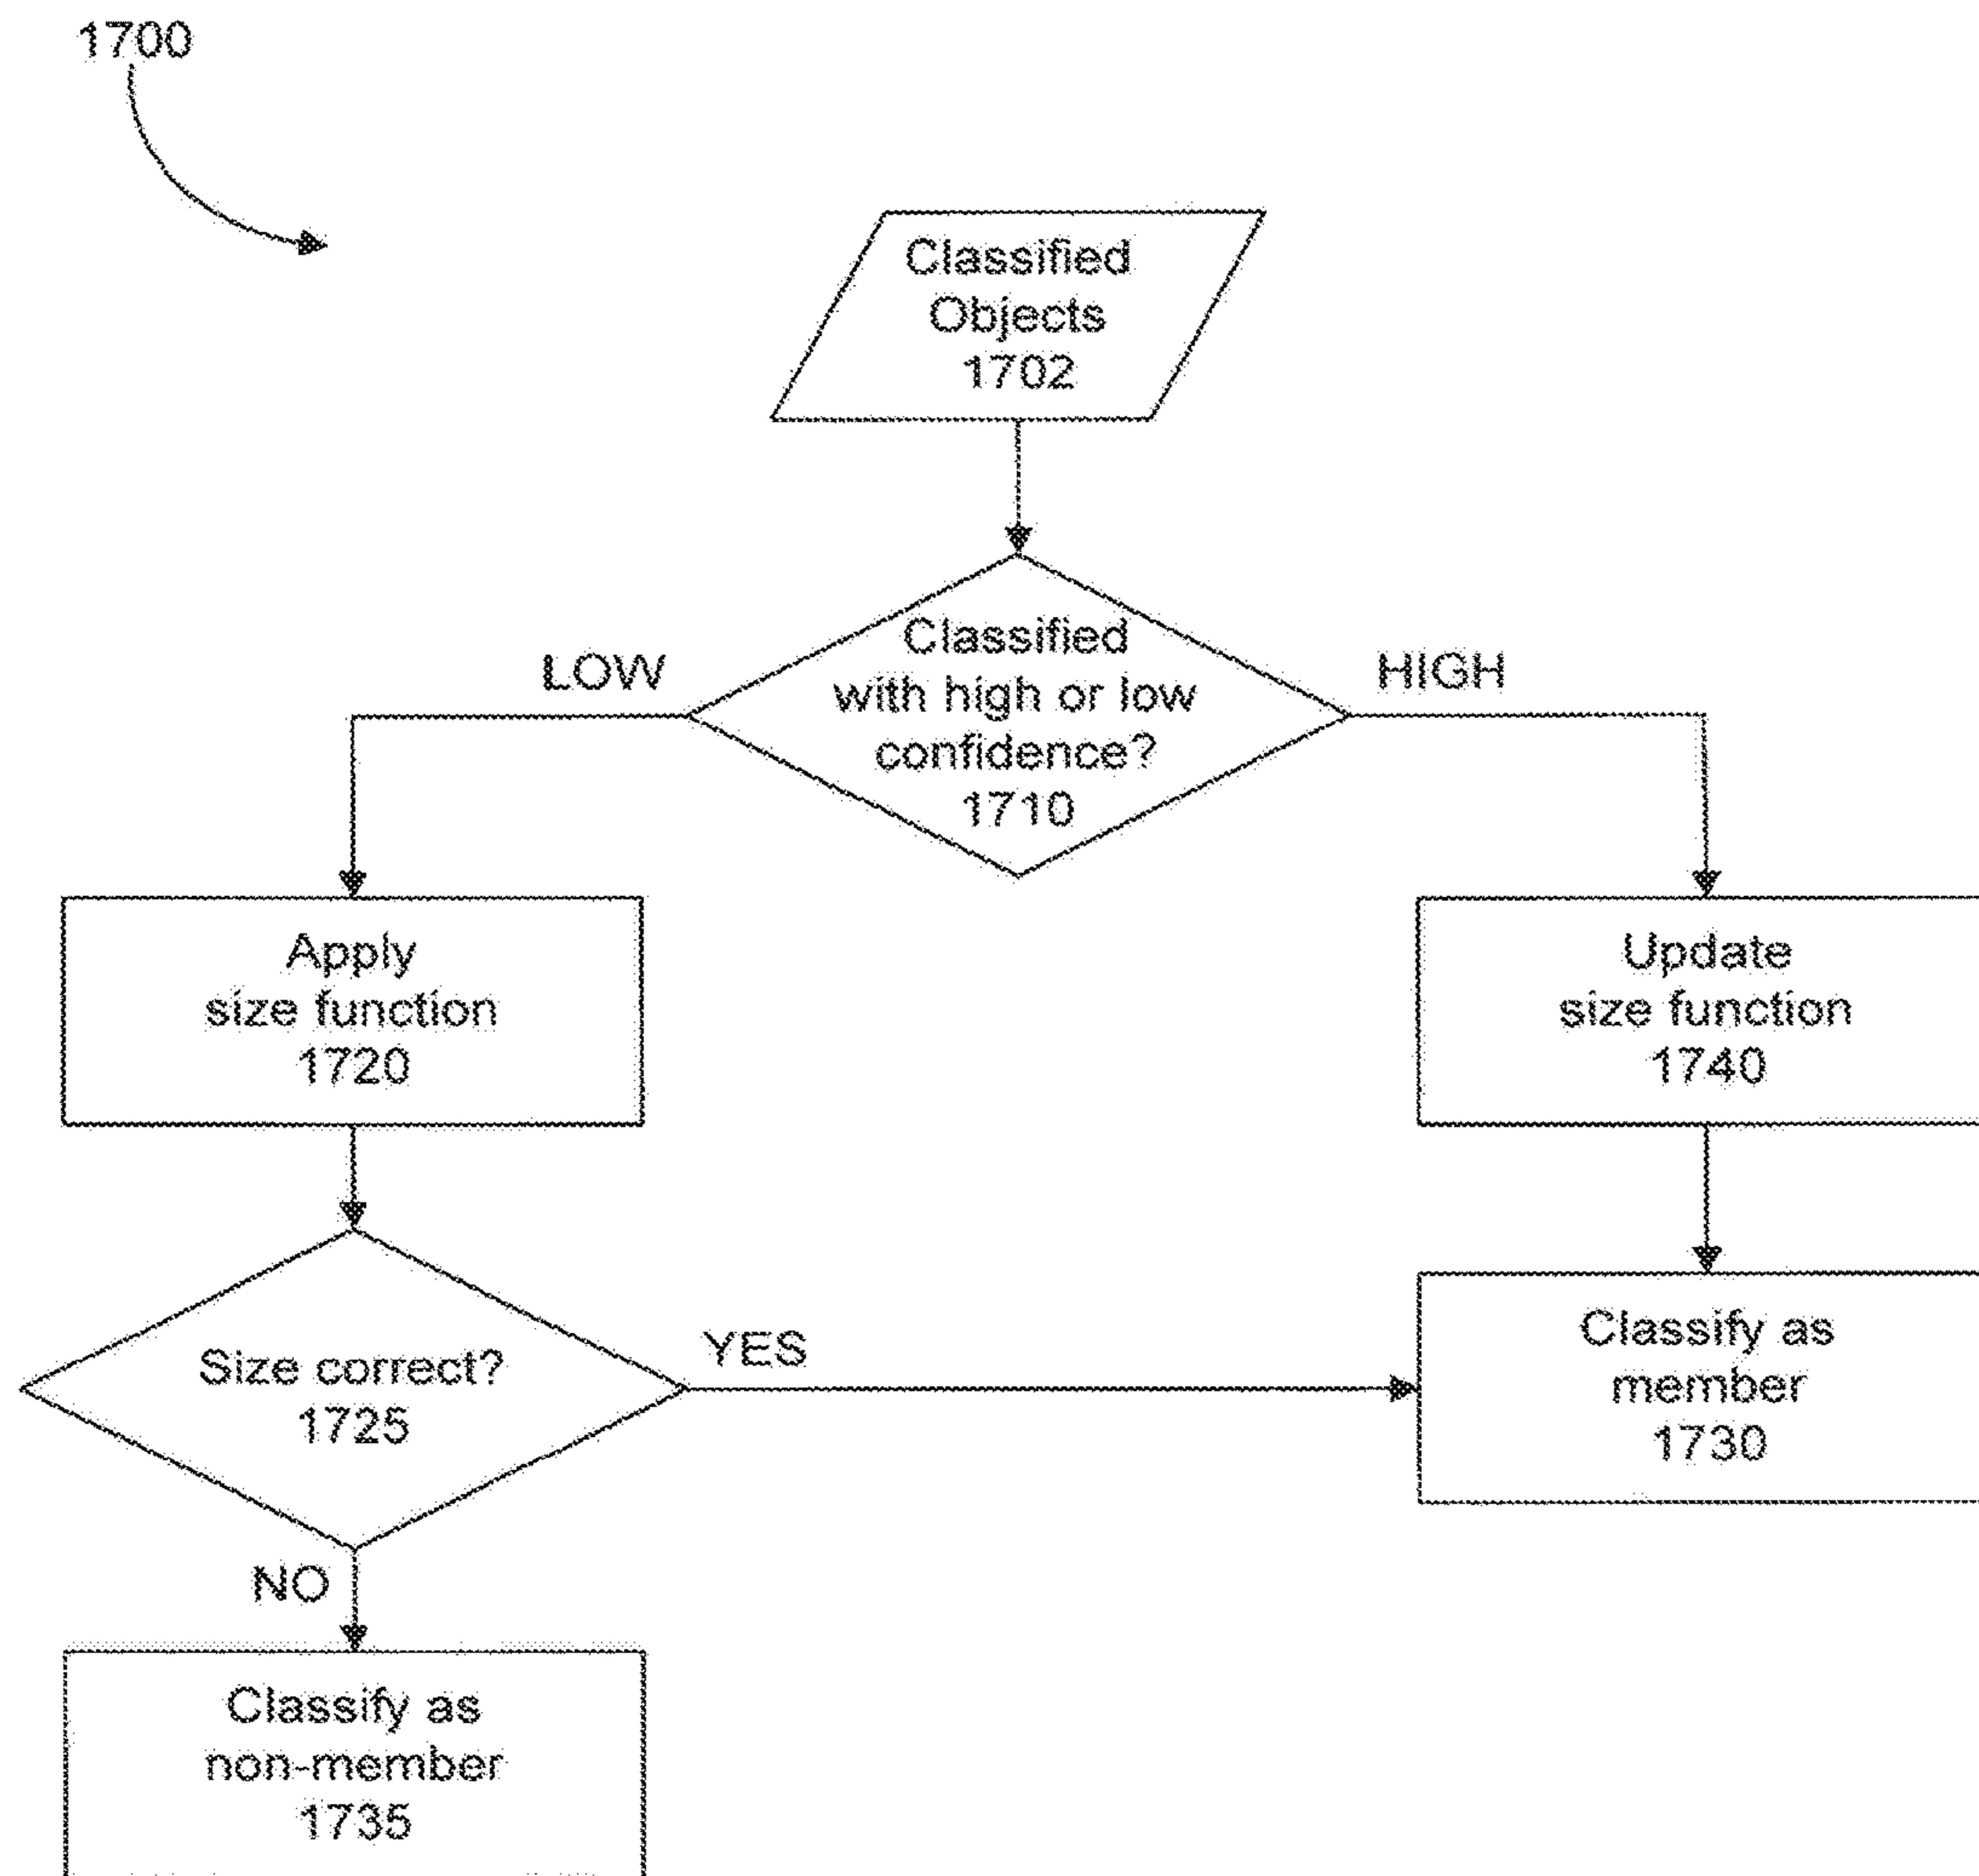 1700
Classified
Objects
1702
Classified
with high or low
confidence?
1710
LOW
HIGH
Apply
size function
1720
Update
size function
1740
Size correct?
1725
YES
Classify as
member
1730
NO
Classify as
non-member
1735